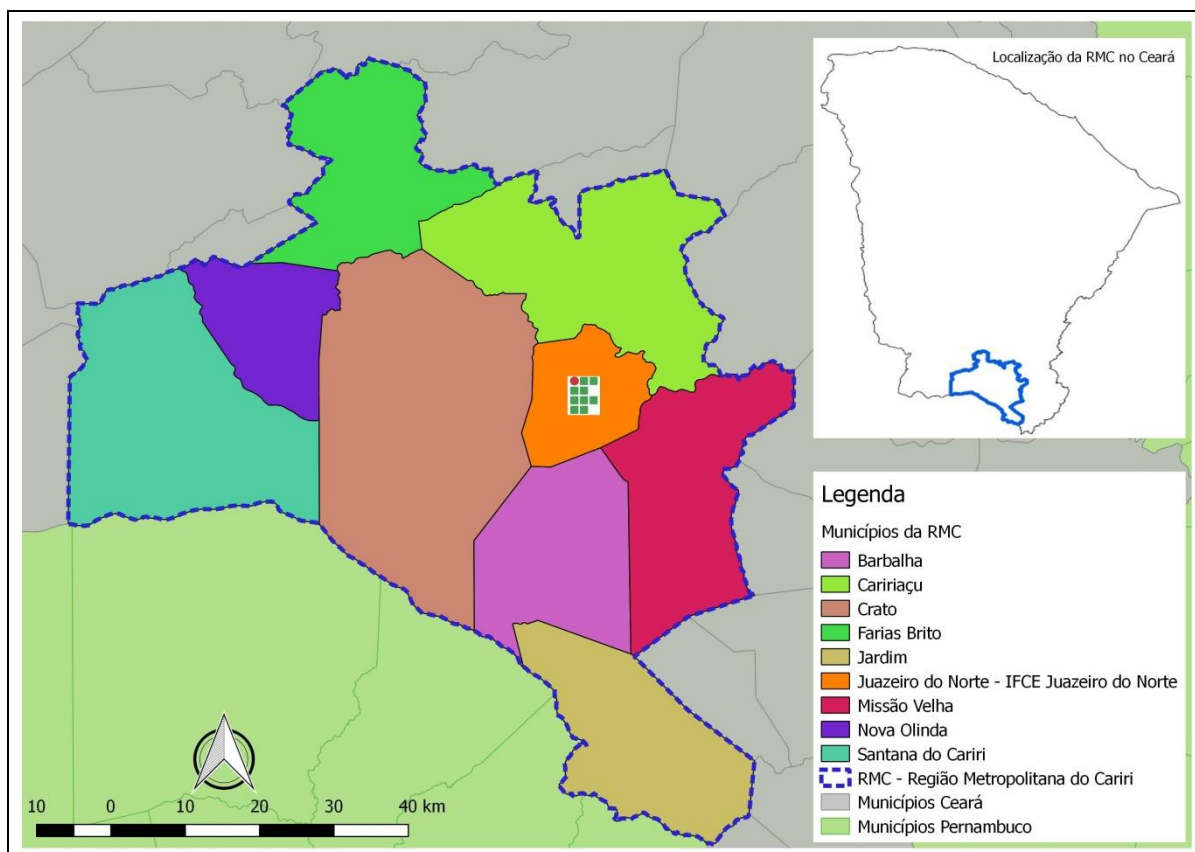 Localização da RMC no Ceará
Legenda
Municípios da RMC
Barbalha
Caririaçu
Crato
Farias Brito
Jardim
Juazeiro do Norte - IFCE Juazeiro do Norte
Missão Velha
Nova Olinda
Santana do Cariri
RMC - Região Metropolitana do Cariri
Municípios Ceará
Municípios Pernambuco
10 0 10 20 30 40 km